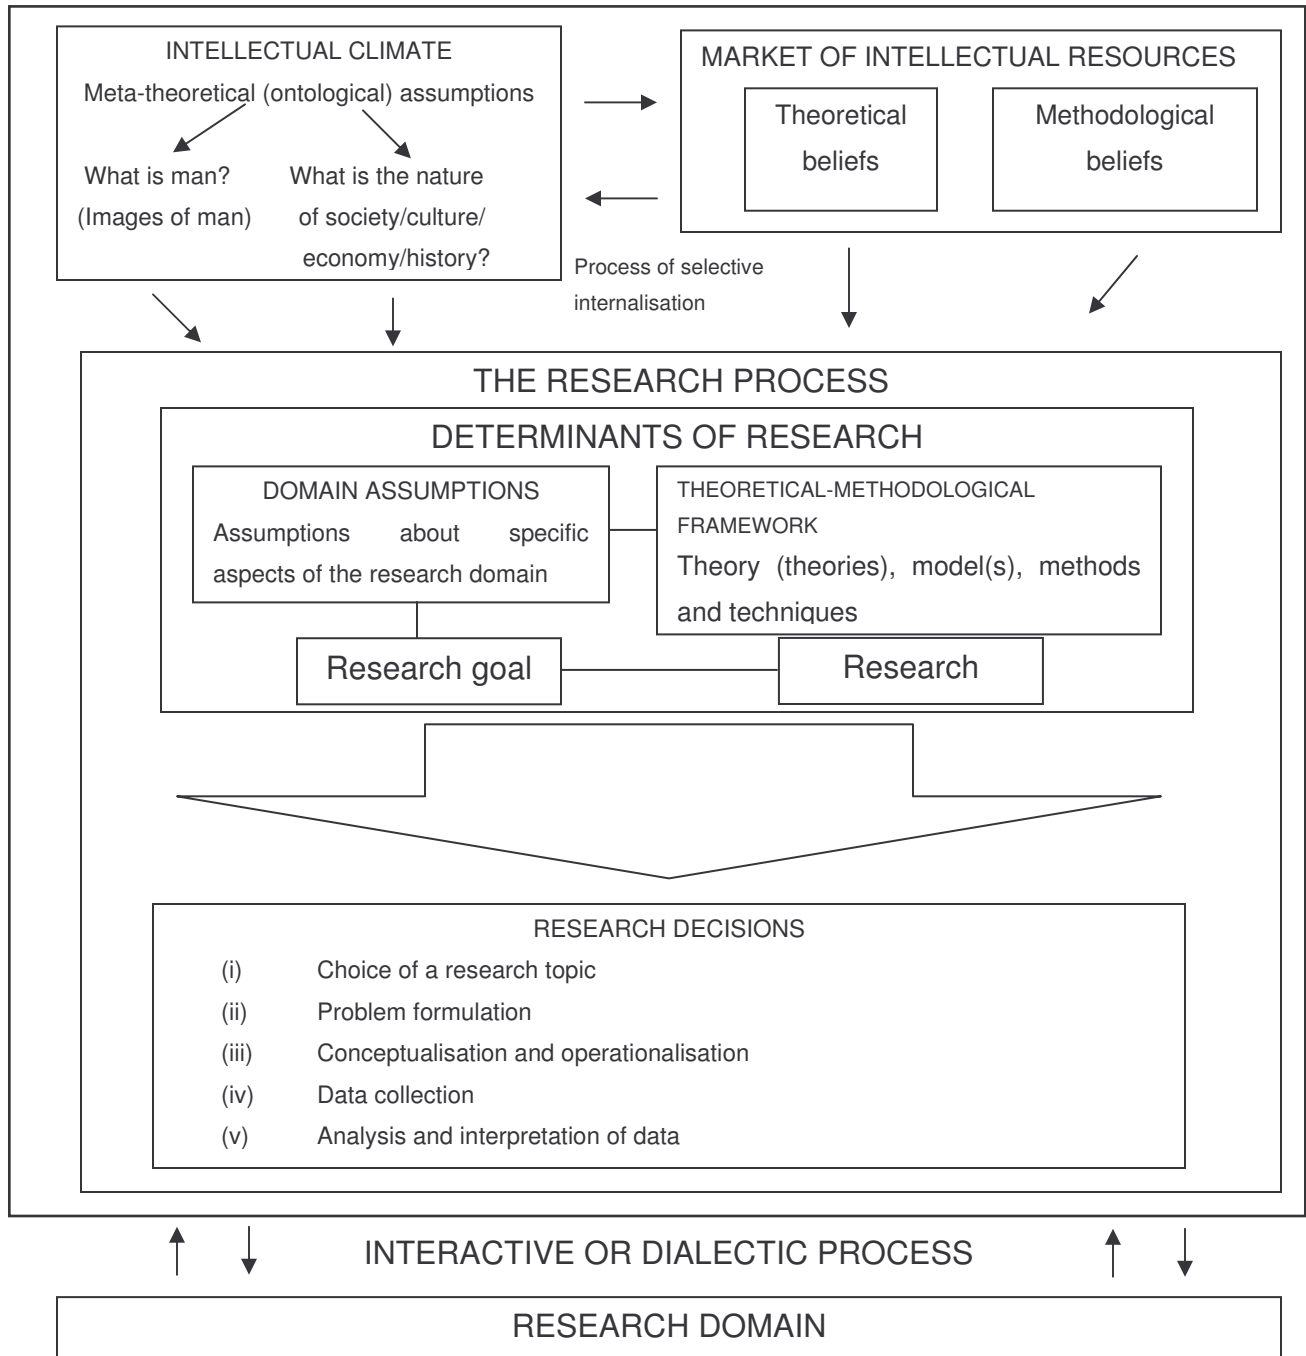 INTELLECTUAL CLIMATE
Meta-theoretical (ontological) assumptions
What is man?
(Images of man)
What is the nature
of society/culture/
economy/history?
MARKET OF INTELLECTUAL RESOURCES
Theoretical
beliefs
Methodological
beliefs
Process of selective
internalisation
THE RESEARCH PROCESS
DETERMINANTS OF RESEARCH
DOMAIN ASSUMPTIONS
Assumptions about specific
aspects of the research domain
THEORETICAL-METHODOLOGICAL
FRAMEWORK
Theory (theories), model(s), methods
and techniques
Research goal
Research
RESEARCH DECISIONS
(i) Choice of a research topic
(ii) Problem formulation
(iii) Conceptualisation and operationalisation
(iv) Data collection
(v) Analysis and interpretation of data
INTERACTIVE OR DIALECTIC PROCESS
RESEARCH DOMAIN